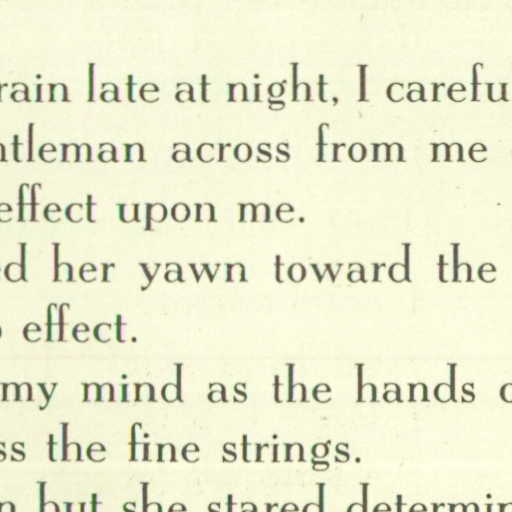 rain late at night, I carefu
ntleman across from me
effect upon me.
ed her yawn toward the
o effect.
my mind as the hands o
ss the fine strings.
n but she stared determin